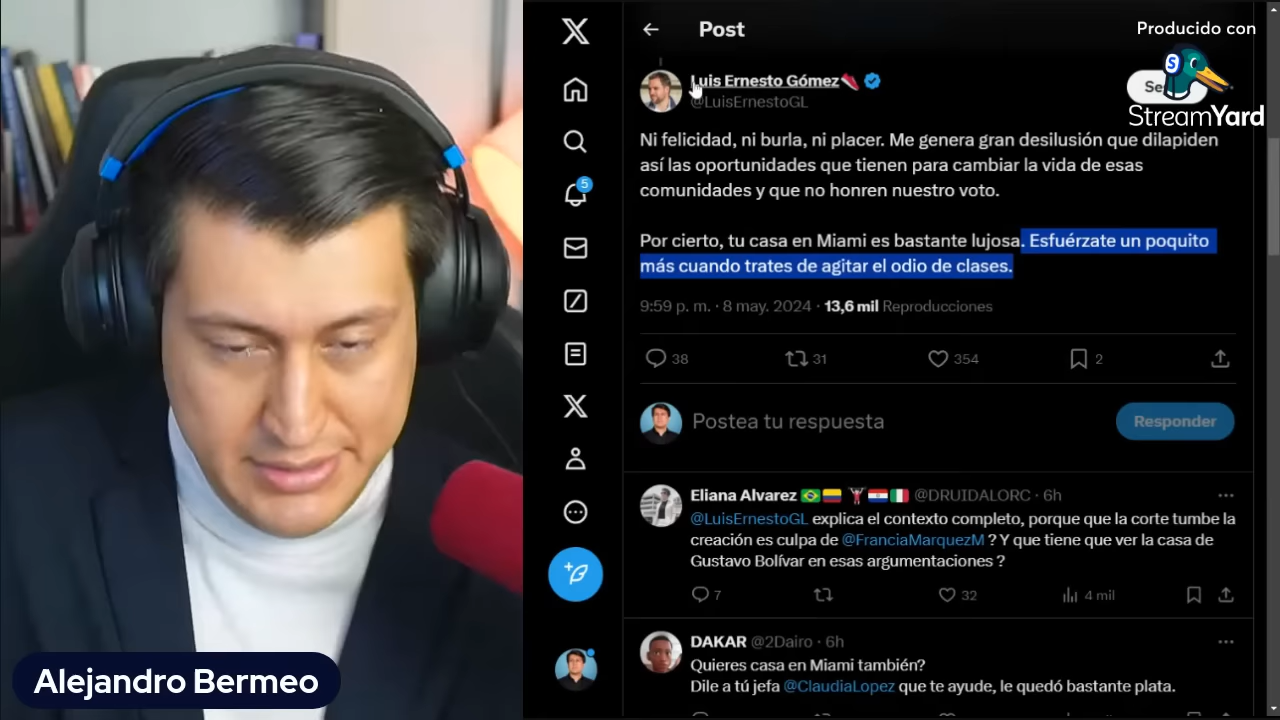 Post
Producido con
StreamYard
Luis Ernesto Gómez
Se
@LuisErnestoGL
Ni felicidad, ni burla, ni placer. Me genera gran desilusión que dilapiden
así las oportunidades que tienen para cambiar la vida de esas
comunidades y que no honren nuestro voto.
Por cierto, tu casa en Miami es bastante lujosa. Esfuérzate un poquito
más cuando trates de agitar el odio de clases.
9:59 p. m. · 8 may. 2024 · 13,6 mil Reproducciones
38 31 354 2
Postea tu respuesta
Responder
5
Eliana Alvarez 🇧🇷🇨🇴 🇵🇾🇮🇹 @DRUIDALORC · 6h
@LuisErnestoGL explica el contexto completo, porque que la corte tumbe la
creación es culpa de @FranciaMarquezM ? Y que tiene que ver la casa de
Gustavo Bolívar en esas argumentaciones ?
7 32 4 mil
DAKAR @2Dairo · 6h
Quieres casa en Miami también?
Dile a tú jefa @ClaudiaLopez que te ayude, le quedó bastante plata.
Alejandro Bermeo